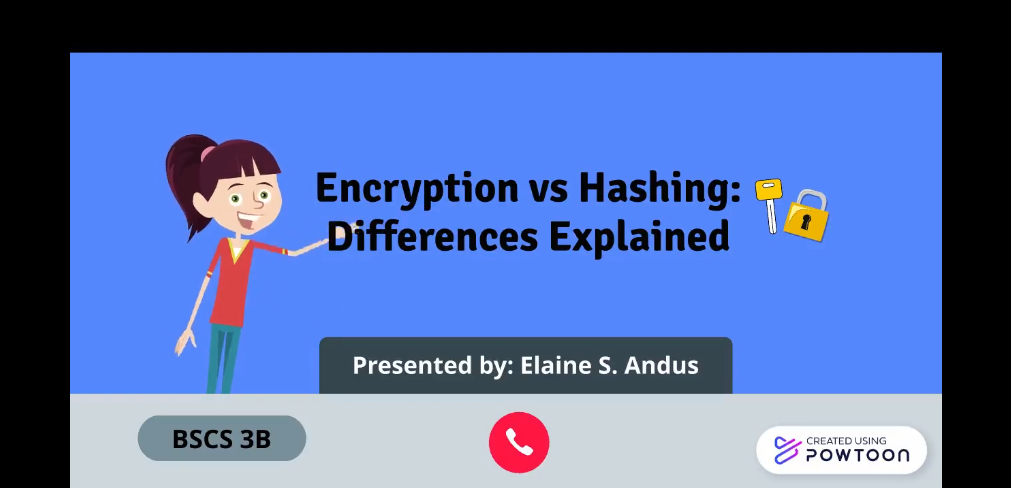 Encryption vs Hashing:
Differences Explained
Presented by: Elaine S. Andus
BSCS 3B
CREATED USING
POWTOON